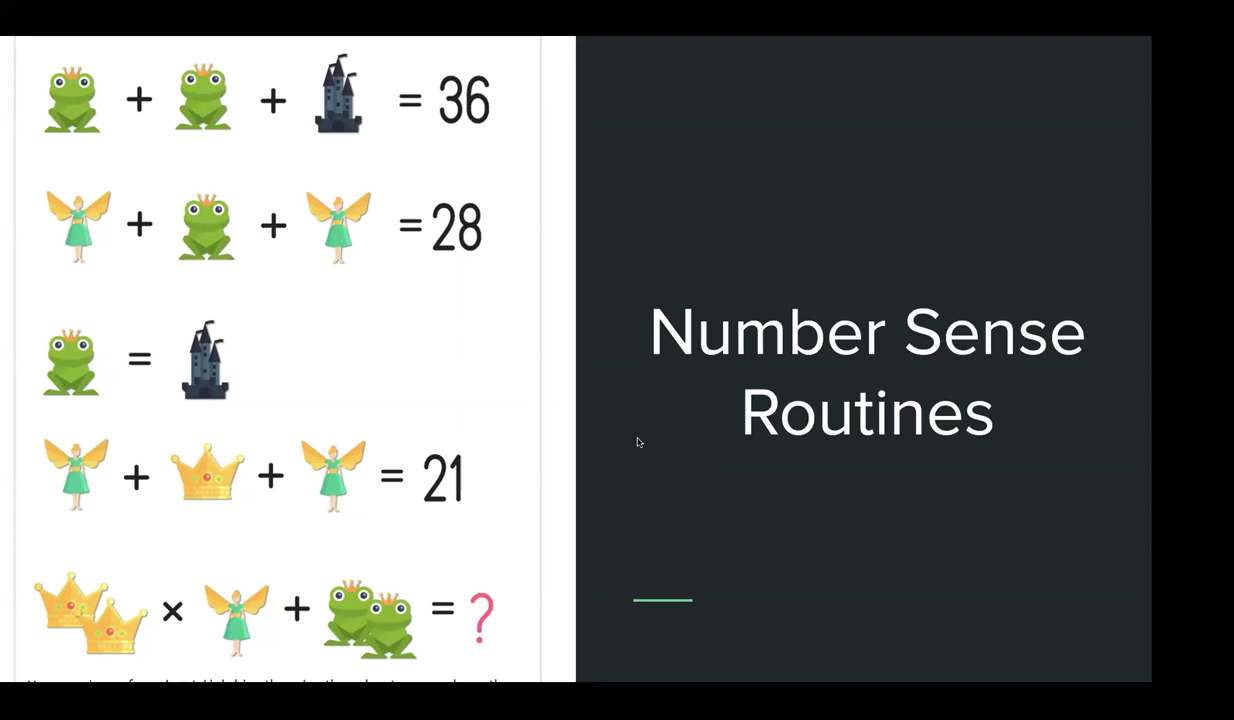 + + = 36
+ + = 28
=
+ + = 21
× + = ?
Number Sense
Routines